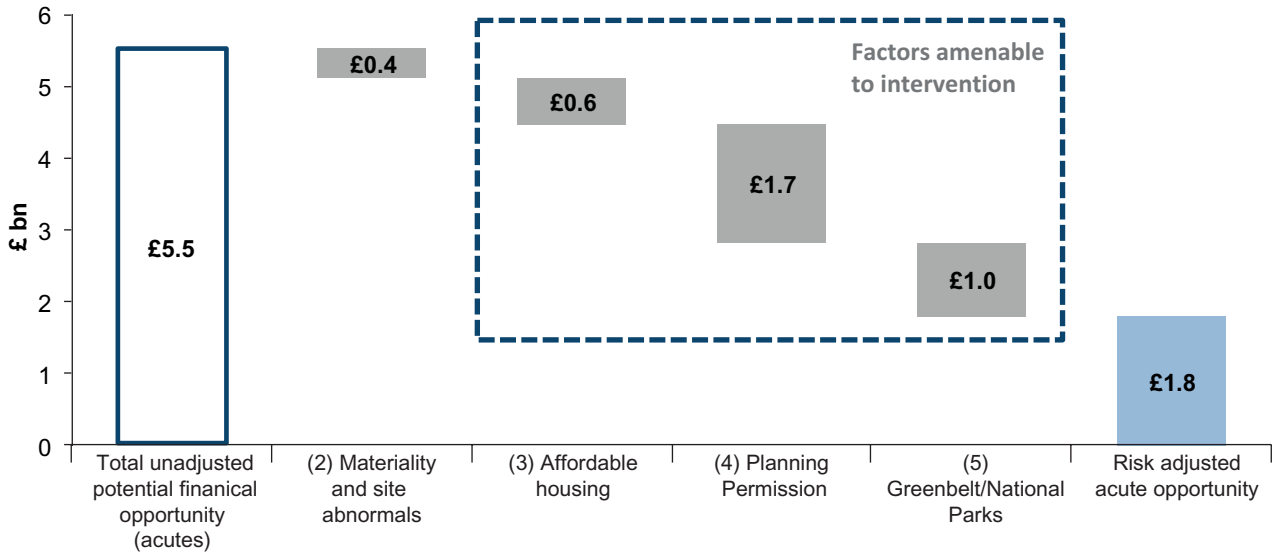 6
5
4
3
2
1
0
£ bn
£5.5
£0.4
£0.6
£1.7
£1.0
£1.8
Factors amenable
to intervention
Total unadjusted
potential finanical
opportunity
(acutes)
(2) Materiality
and site
abnormals
(3) Affordable
housing
(4) Planning
Permission
(5)
Greenbelt/National
Parks
Risk adjusted
acute opportunity